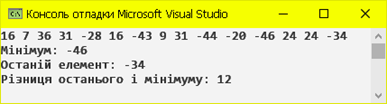 Консоль отладки Microsoft Visual Studio
16 7 36 31 -28 16 -43 9 31 -44 -20 -46 24 24 -34
Мінімум: -46
Останій елемент: -34
Різниця останього і мінімуму: 12